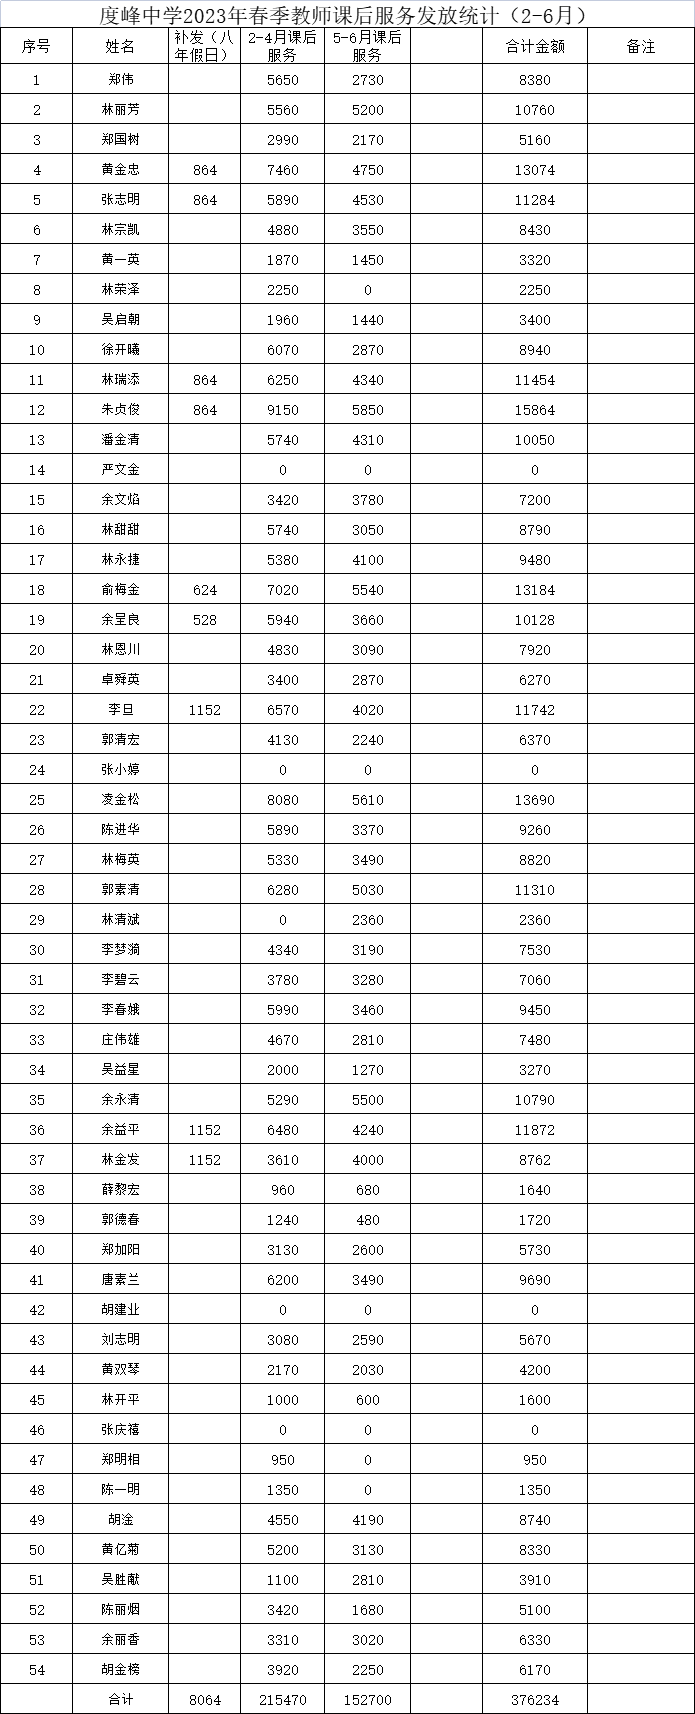 度峰中学2023年春季教师课后服务发放统计（2-6月）
序号 姓名 补发（八年假日） 2-4月课后服务 5-6月课后服务 合计金额 备注
1 郑伟 5650 2730 8380
2 林丽芳 5560 5200 10760
3 郑国树 2990 2170 5160
4 黄金忠 864 7460 4750 13074
5 张志明 864 5890 4530 11284
6 林宗凯 4880 3550 8430
7 黄一英 1870 1450 3320
8 林荣泽 2250 0 2250
9 吴启朝 1960 1440 3400
10 徐开曦 6070 2870 8940
11 林瑞添 864 6250 4340 11454
12 朱贞俊 864 9150 5850 15864
13 潘金清 5740 4310 10050
14 严文金 0 0 0
15 余文焰 3420 3780 7200
16 林甜甜 5740 3050 8790
17 林永捷 5380 4100 9480
18 俞梅金 624 7020 5540 13184
19 余呈良 528 5940 3660 10128
20 林恩川 4830 3090 7920
21 卓舜英 3400 2870 6270
22 李旦 1152 6570 4020 11742
23 郭清宏 4130 2240 6370
24 张小婷 0 0 0
25 凌金松 8080 5610 13690
26 陈进华 5890 3370 9260
27 林梅英 5330 3490 8820
28 郭素清 6280 5030 11310
29 林清斌 0 2360 2360
30 李梦漪 4340 3190 7530
31 李碧云 3780 3280 7060
32 李春娥 5990 3460 9450
33 庄伟雄 4670 2810 7480
34 吴益星 2000 1270 3270
35 余永清 5290 5500 10790
36 余益平 1152 6480 4240 11872
37 林金发 1152 3610 4000 8762
38 薛黎宏 960 680 1640
39 郭德春 1240 480 1720
40 郑加阳 3130 2600 5730
41 唐素兰 6200 3490 9690
42 胡建业 0 0 0
43 刘志明 3080 2590 5670
44 黄双琴 2170 2030 4200
45 林开平 1000 600 1600
46 张庆禧 0 0 0
47 郑明相 950 0 950
48 陈一明 1350 0 1350
49 胡淦 4550 4190 8740
50 黄亿菊 5200 3130 8330
51 吴胜献 1100 2810 3910
52 陈丽烟 3420 1680 5100
53 余丽香 3310 3020 6330
54 胡金榜 3920 2250 6170
合计 8064 215470 152700 376234